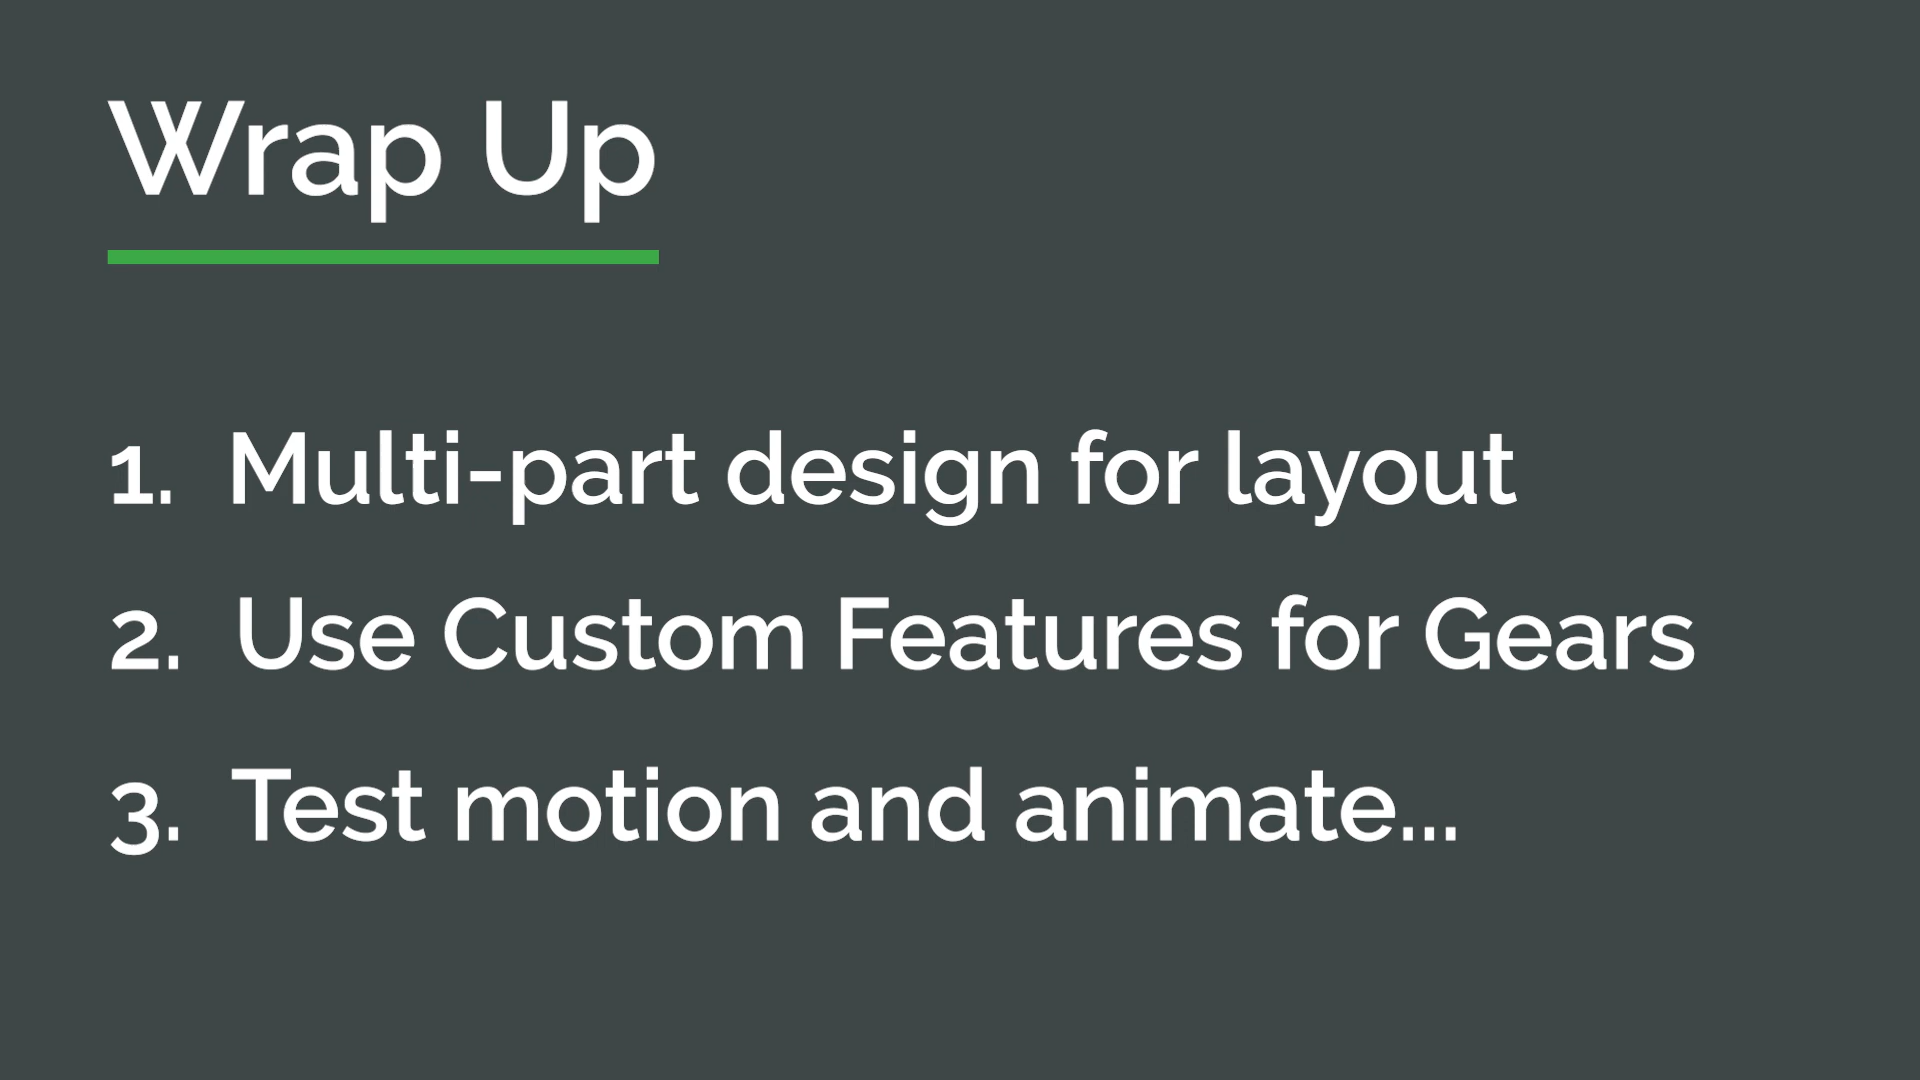 Wrap Up
1. Multi-part design for layout
2. Use Custom Features for Gears
3. Test motion and animate...